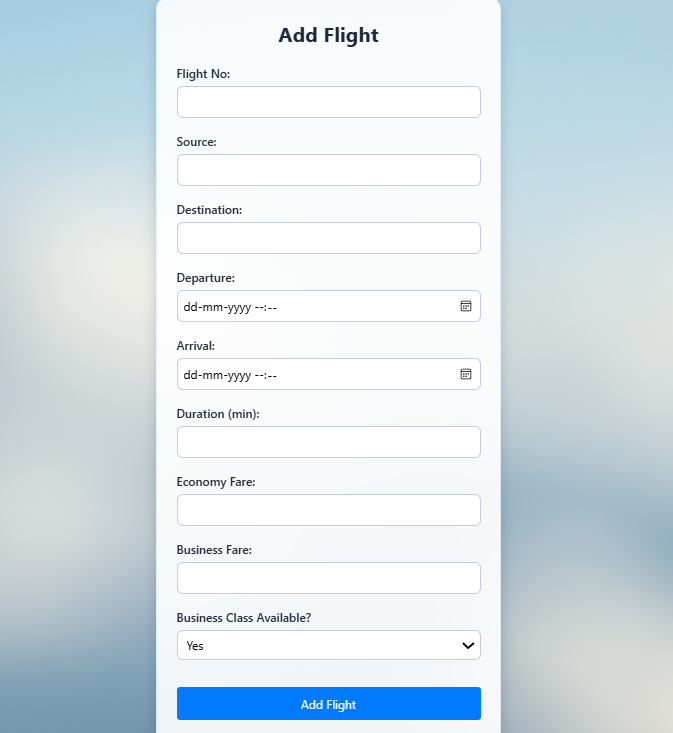 Add Flight
Flight No:
Source:
Destination:
Departure:
dd-mm-yyyy --:--
Arrival:
dd-mm-yyyy --:--
Duration (min):
Economy Fare:
Business Fare:
Business Class Available?
Yes
Add Flight